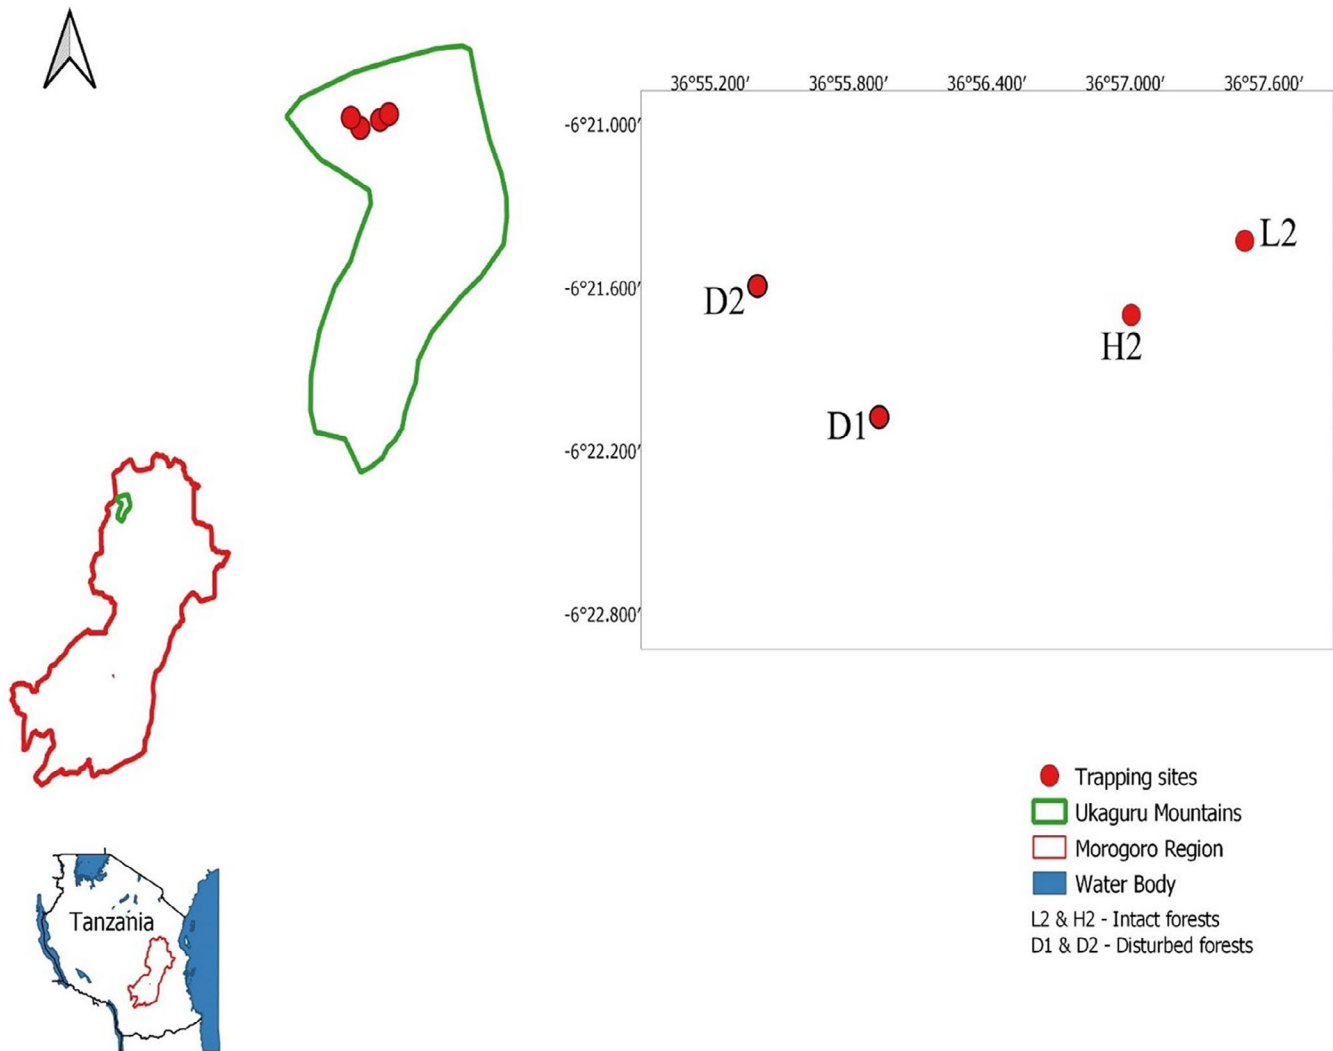 36°55.200′ 36°55.800′ 36°56.400′ 36°57.000′ 36°57.600′
-6°21.000′
-6°21.600′
-6°22.200′
-6°22.800′
L2
D2
H2
D1
Trapping sites
Ukaguru Mountains
Morogoro Region
Water Body
L2 & H2 - Intact forests
D1 & D2 - Disturbed forests
Tanzania